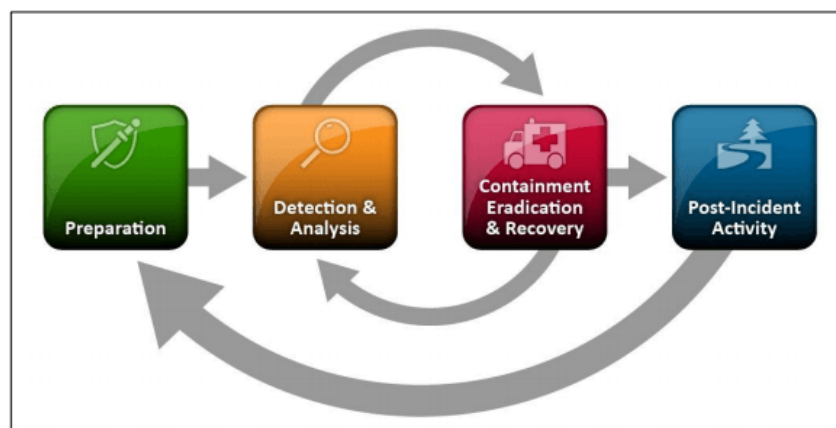 Preparation
Detection &
Analysis
Containment
Eradication
& Recovery
Post-Incident
Activity